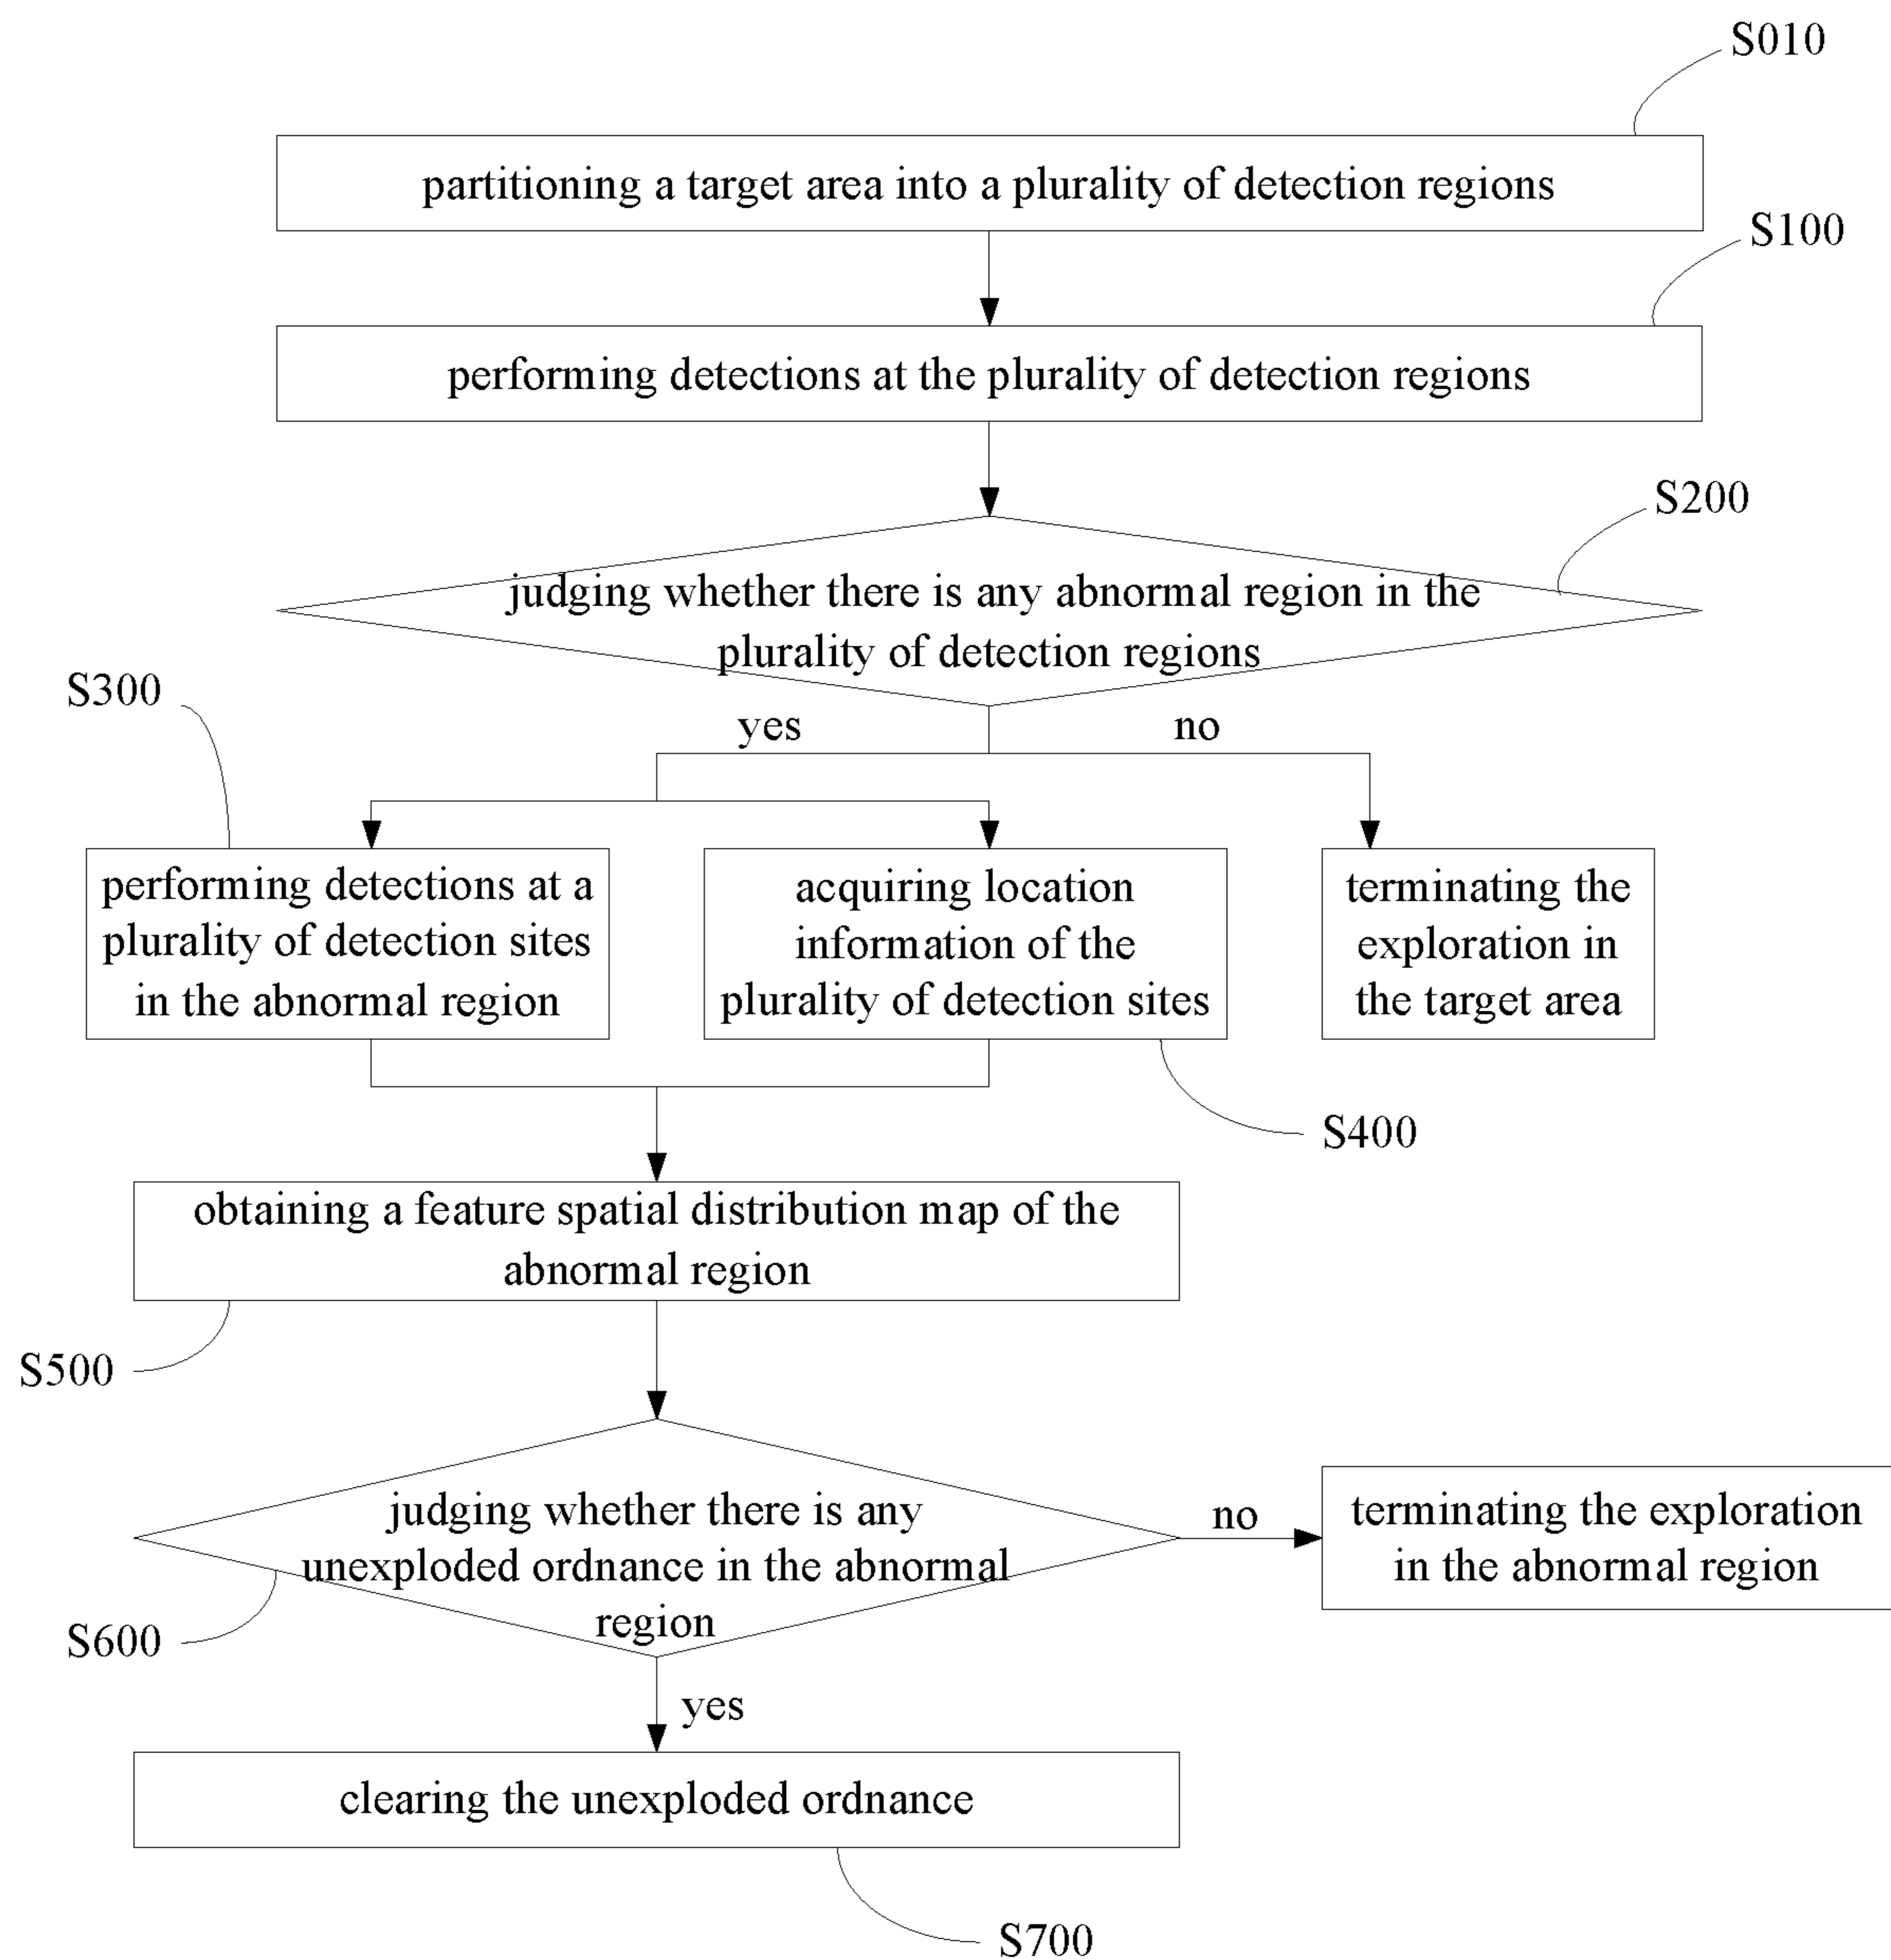 S010
partitioning a target area into a plurality of detection regions
S100
performing detections at the plurality of detection regions
S200
judging whether there is any abnormal region in the
plurality of detection regions
S300
yes
no
performing detections at a
plurality of detection sites
in the abnormal region
acquiring location
information of the
plurality of detection sites
terminating the
exploration in
the target area
S400
obtaining a feature spatial distribution map of the
abnormal region
S500
judging whether there is any
unexploded ordnance in the abnormal
region
no
terminating the exploration
in the abnormal region
S600
yes
clearing the unexploded ordnance
S700